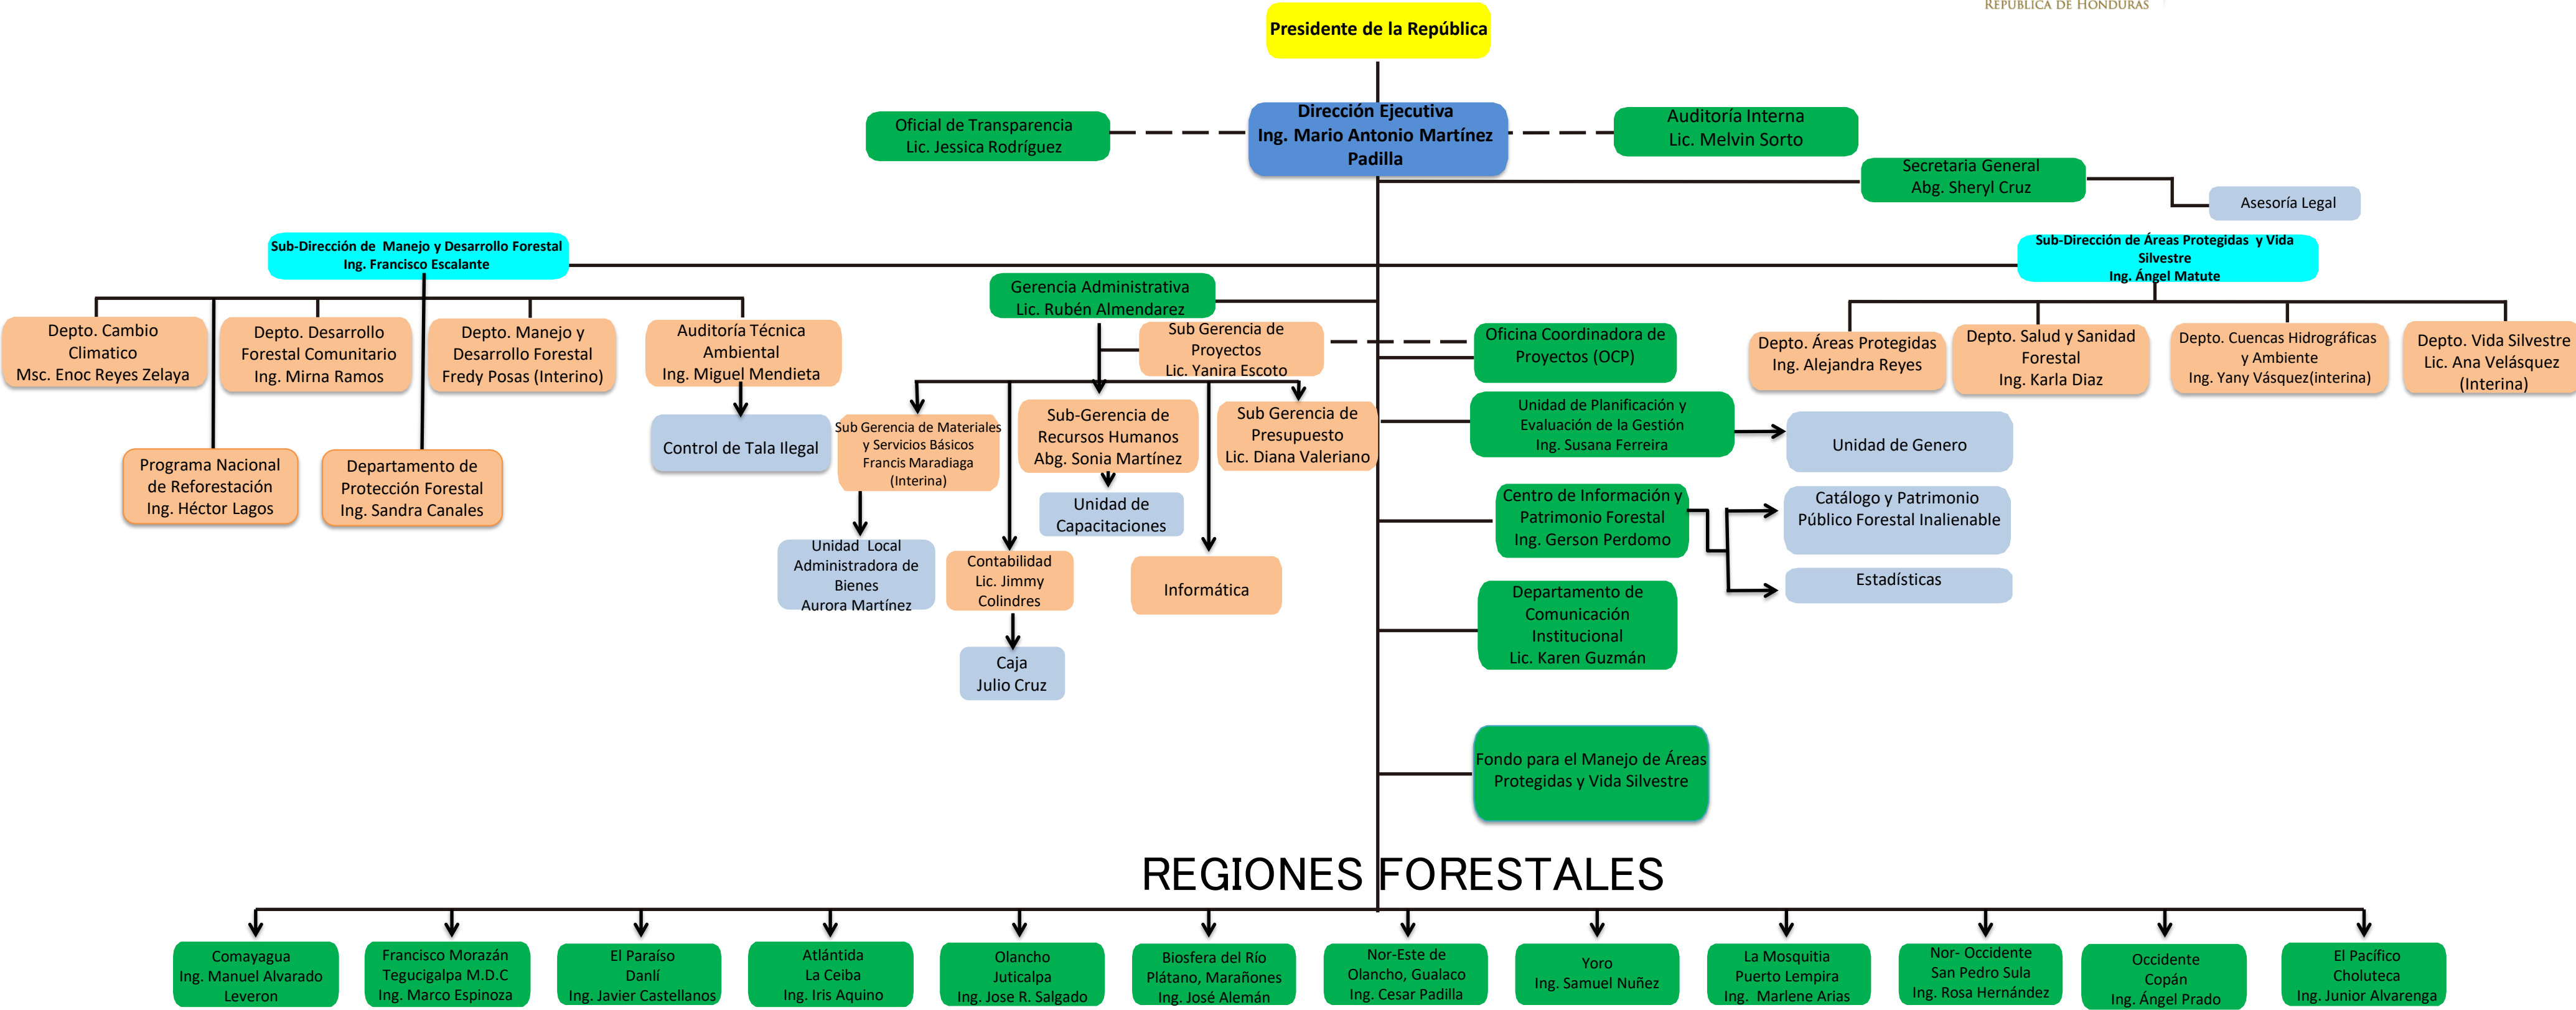 REPÚBLICA DE HONDURAS
Presidente de la República
Dirección Ejecutiva
Ing. Mario Antonio Martínez
Padilla
Oficial de Transparencia
Lic. Jessica Rodríguez
Auditoría Interna
Lic. Melvin Sorto
Secretaria General
Abg. Sheryl Cruz
Asesoría Legal
Sub-Dirección de Manejo y Desarrollo Forestal
Ing. Francisco Escalante
Sub-Dirección de Áreas Protegidas y Vida
Silvestre
Ing. Ángel Matute
Gerencia Administrativa
Lic. Rubén Almendarez
Depto. Cambio
Climatico
Msc. Enoc Reyes Zelaya
Depto. Desarrollo
Forestal Comunitario
Ing. Mirna Ramos
Depto. Manejo y
Desarrollo Forestal
Fredy Posas (Interino)
Auditoría Técnica
Ambiental
Ing. Miguel Mendieta
Sub Gerencia de
Proyectos
Lic. Yanira Escoto
Oficina Coordinadora de
Proyectos (OCP)
Depto. Áreas Protegidas
Ing. Alejandra Reyes
Depto. Salud y Sanidad
Forestal
Ing. Karla Diaz
Depto. Cuencas Hidrográficas
y Ambiente
Ing. Yany Vásquez(interina)
Depto. Vida Silvestre
Lic. Ana Velásquez
(Interina)
Programa Nacional
de Reforestación
Ing. Héctor Lagos
Departamento de
Protección Forestal
Ing. Sandra Canales
Control de Tala Ilegal
Sub Gerencia de Materiales
y Servicios Básicos
Francis Maradiaga
(Interina)
Sub-Gerencia de
Recursos Humanos
Abg. Sonia Martínez
Sub Gerencia de
Presupuesto
Lic. Diana Valeriano
Unidad de Planificación y
Evaluación de la Gestión
Ing. Susana Ferreira
Unidad de Genero
Unidad de
Capacitaciones
Centro de Información y
Patrimonio Forestal
Ing. Gerson Perdomo
Catálogo y Patrimonio
Público Forestal Inalienable
Estadísticas
Unidad Local
Administradora de
Bienes
Aurora Martínez
Contabilidad
Lic. Jimmy
Colindres
Informática
Departamento de
Comunicación
Institucional
Lic. Karen Guzmán
Caja
Julio Cruz
Fondo para el Manejo de Áreas
Protegidas y Vida Silvestre
REGIONES FORESTALES
Comayagua
Ing. Manuel Alvarado
Leveron
Francisco Morazán
Tegucigalpa M.D.C
Ing. Marco Espinoza
El Paraíso
Danlí
Ing. Javier Castellanos
Atlántida
La Ceiba
Ing. Iris Aquino
Olancho
Juticalpa
Ing. Jose R. Salgado
Biosfera del Río
Plátano, Marañones
Ing. José Alemán
Nor-Este de
Olancho, Gualaco
Ing. Cesar Padilla
Yoro
Ing. Samuel Nuñez
La Mosquitia
Puerto Lempira
Ing. Marlene Arias
Nor- Occidente
San Pedro Sula
Ing. Rosa Hernández
Occidente
Copán
Ing. Ángel Prado
El Pacífico
Choluteca
Ing. Junior Alvarenga